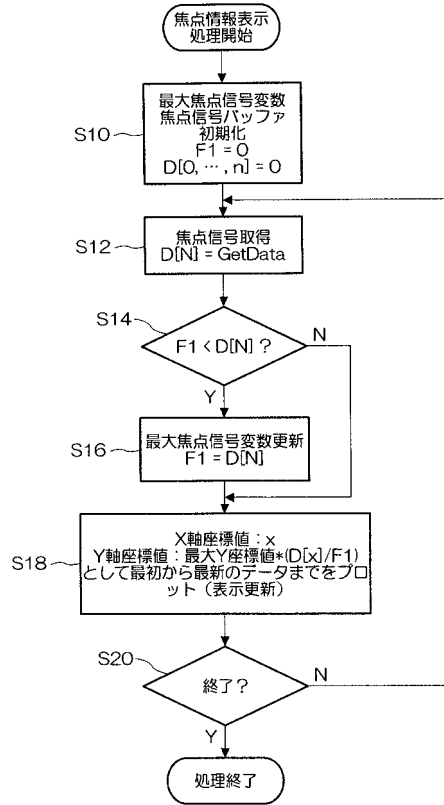 焦点情報表示
処理開始
S10
最大焦点信号変数
焦点信号バッファ
初期化
F1=0
D[0, …, n]=0
S12
焦点信号取得
D[N]=GetData
S14
F1<D[N]?
N
Y
S16
最大焦点信号変数更新
F1=D[N]
S18
X軸座標値:x
Y軸座標値:最大Y座標値*(D[x]/F1)
として最初から最新のデータまでをプロ
ット(表示更新)
S20
終了?
N
Y
処理終了